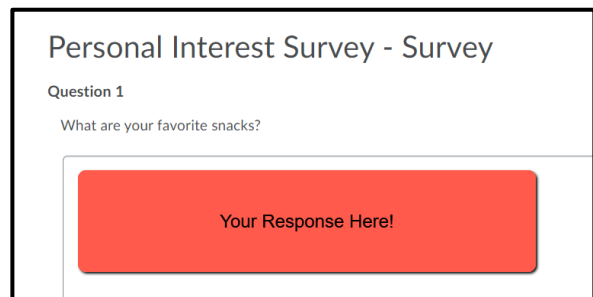 Personal Interest Survey - Survey
Question 1
What are your favorite snacks?
Your Response Here!